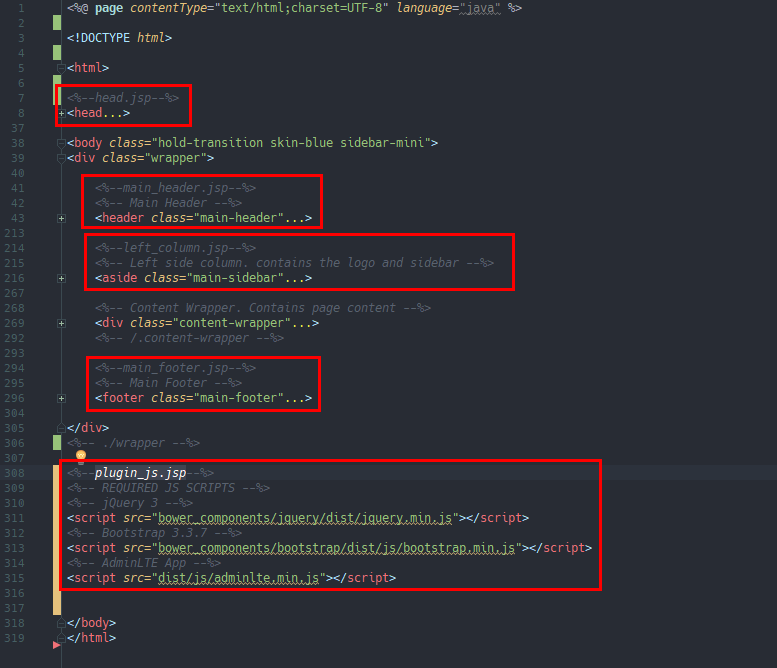 1 <%@ page contentType="text/html;charset=UTF-8" language="java" %>
2
3 <!DOCTYPE html>
4
5 <html>
6
7 <%--head.jsp--%>
8 <head...>
37
38 <body class="hold-transition skin-blue sidebar-mini">
39 <div class="wrapper">
40
41 <%--main_header.jsp--%>
42 <%-- Main Header --%>
43 <header class="main-header"...>
213
214 <%--left_column.jsp--%>
215 <%-- Left side column. contains the logo and sidebar --%>
216 <aside class="main-sidebar"...>
267
268 <%-- Content Wrapper. Contains page content --%>
269 <div class="content-wrapper"...>
292 <%-- /.content-wrapper --%>
293
294 <%--main_footer.jsp--%>
295 <%-- Main Footer --%>
296 <footer class="main-footer"...>
304
305 </div>
306 <%-- ./wrapper --%>
307
308 <%--plugin_js.jsp--%>
309 <%-- REQUIRED JS SCRIPTS --%>
310 <%-- jQuery 3 --%>
311 <script src="bower_components/jquery/dist/jquery.min.js"></script>
312 <%-- Bootstrap 3.3.7 --%>
313 <script src="bower_components/bootstrap/dist/js/bootstrap.min.js"></script>
314 <%-- AdminLTE App --%>
315 <script src="dist/js/adminlte.min.js"></script>
316
317
318 </body>
319 </html>